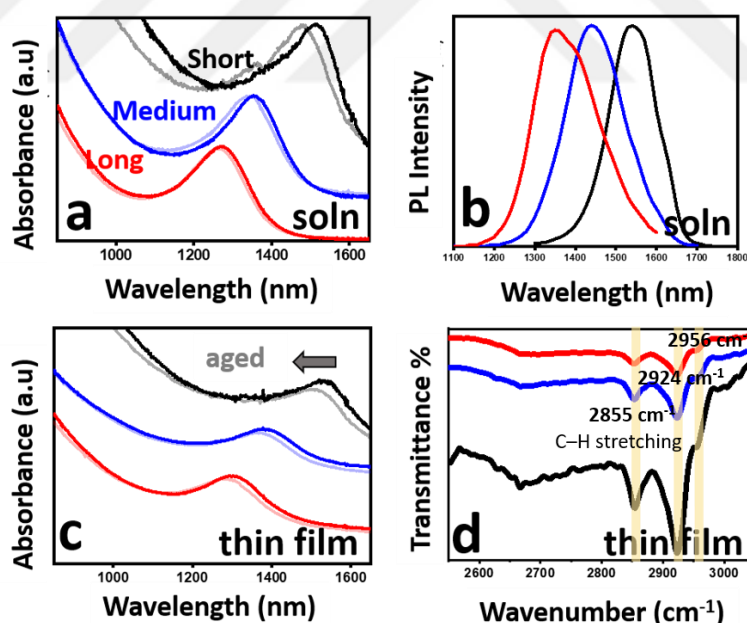 Short
Medium
Long
a
soln
Absorbance (a.u)
1000 1200 1400 1600
Wavelength (nm)
b
soln
PL Intensity
1100 1200 1300 1400 1500 1600 1700 1800
Wavelength (nm)
aged
c
thin film
Absorbance (a.u
1000 1200 1400 1600
Wavelength (nm)
2956 cm⁻
2924 cm⁻¹
2855 cm⁻¹
C–H stretching
d
thin film
Transmittance %
2600 2700 2800 2900 3000
Wavenumber (cm⁻¹)